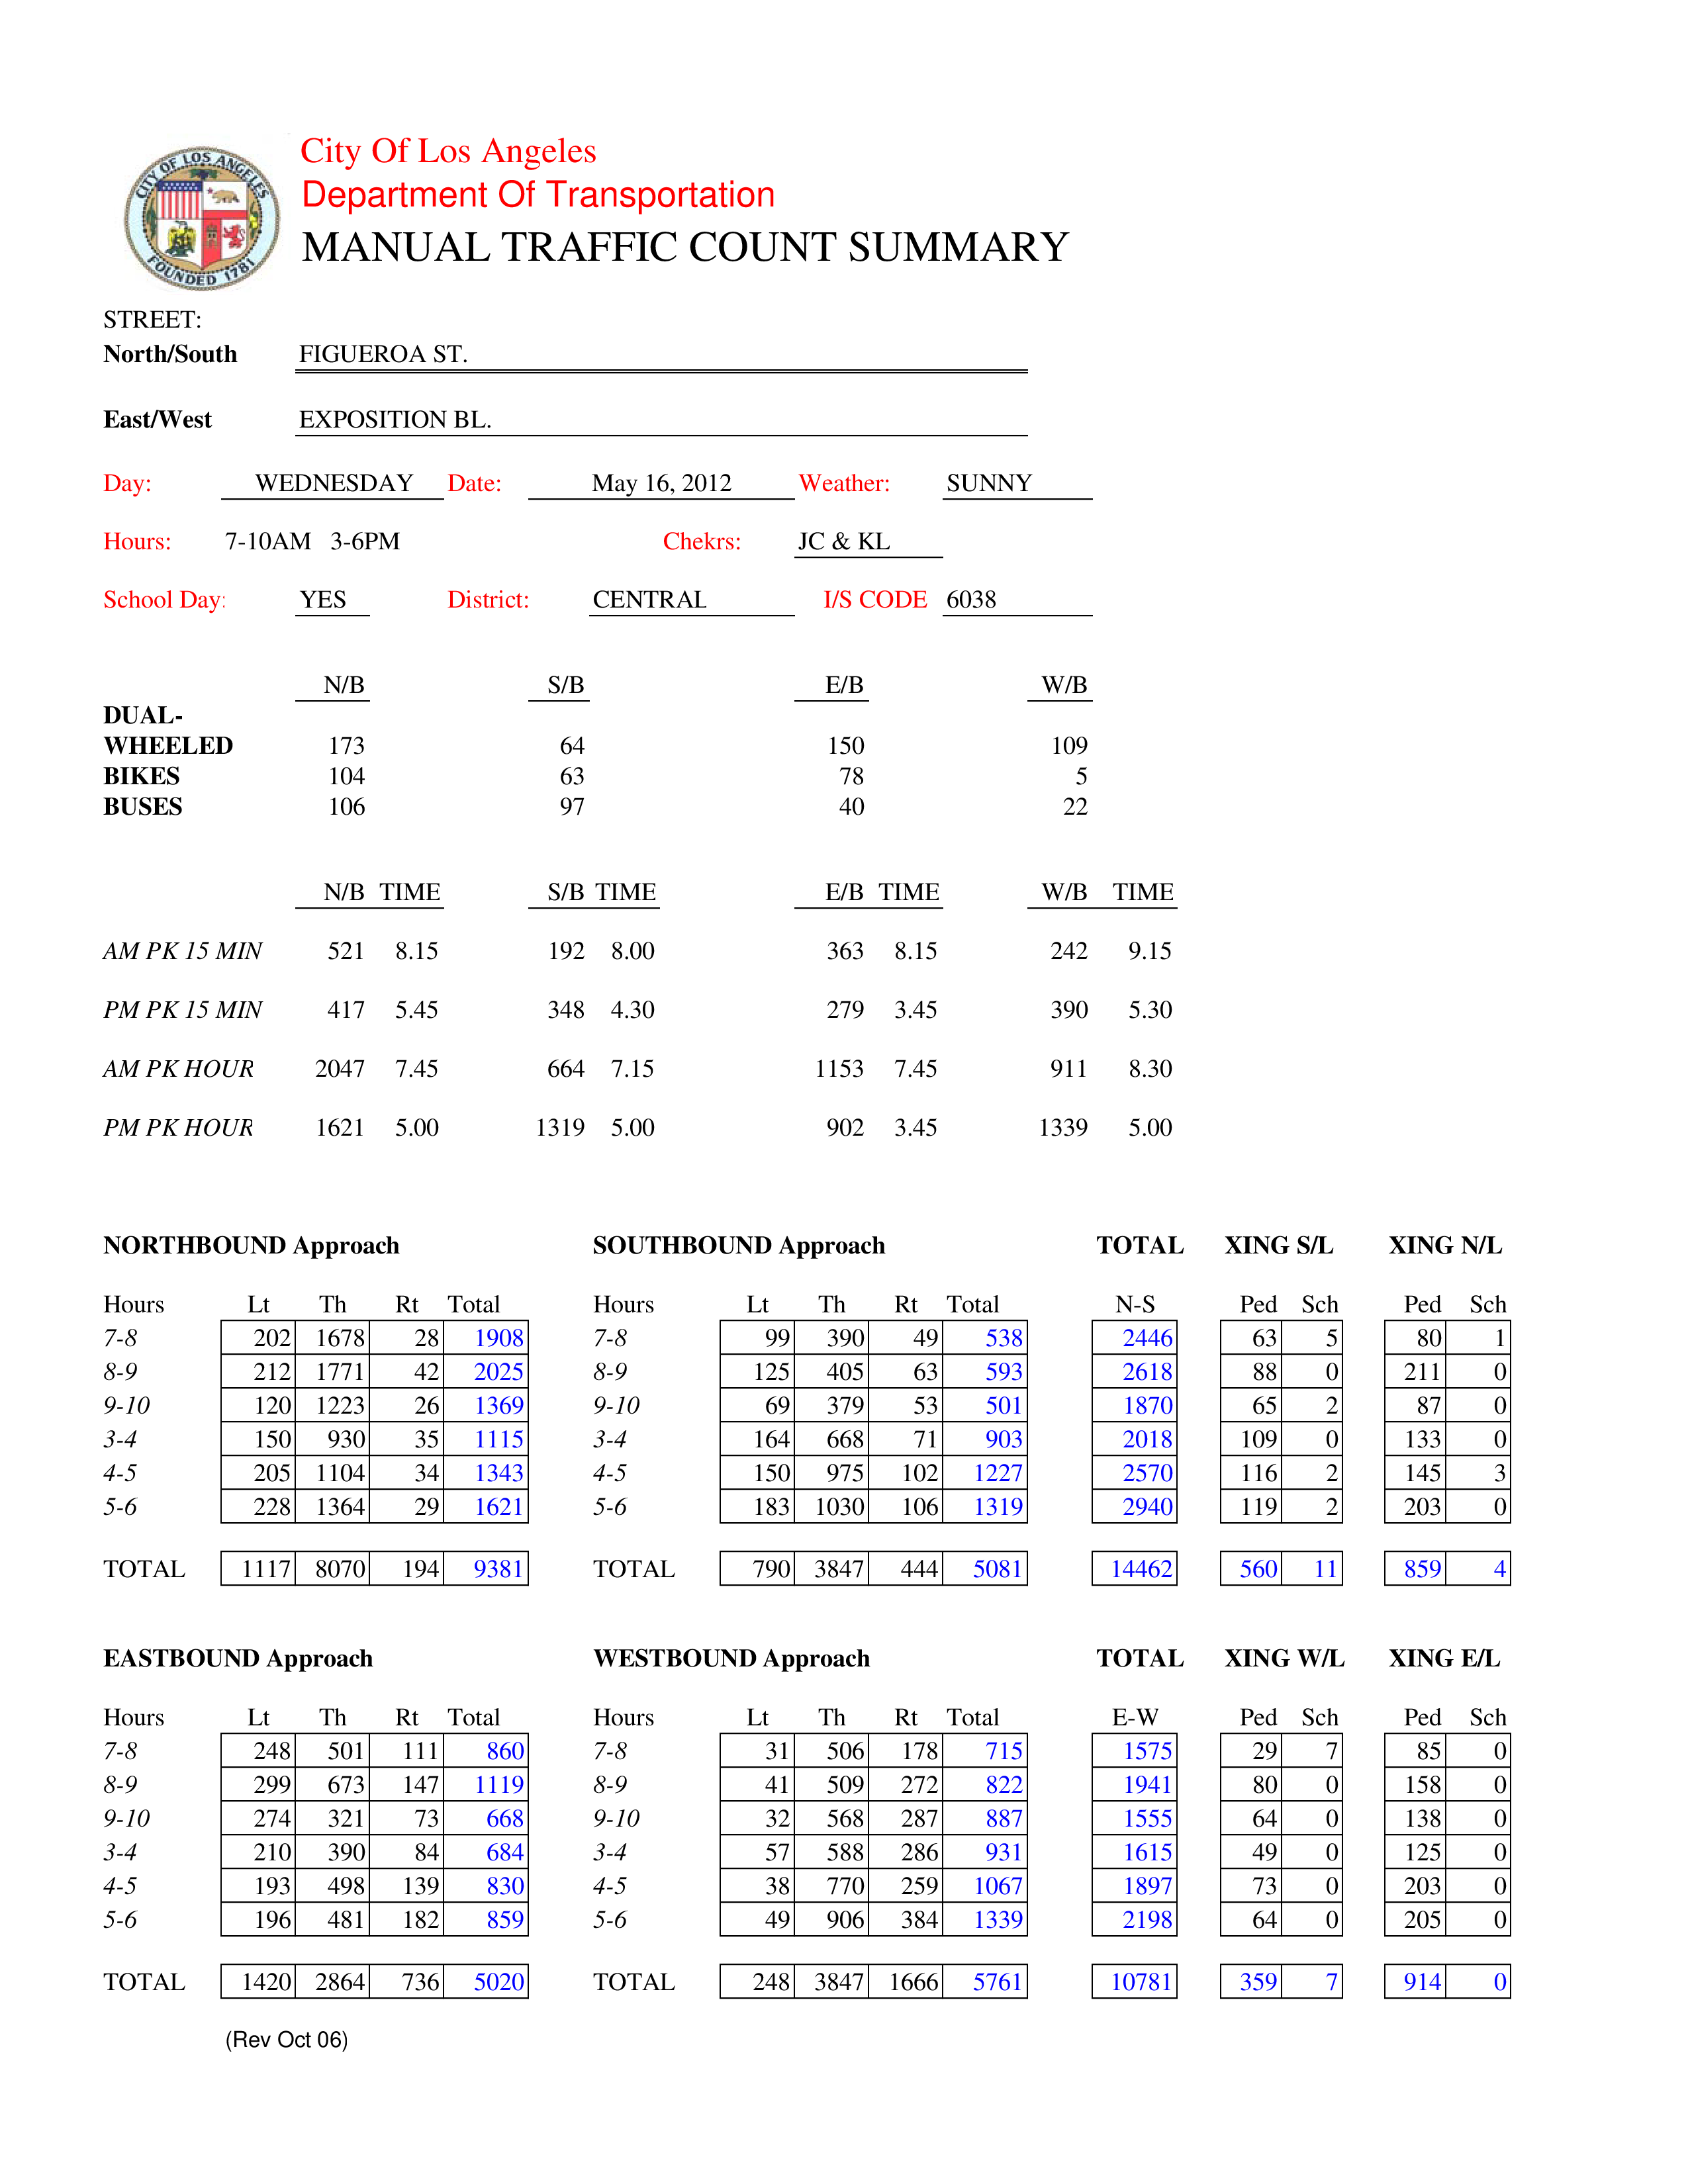 CITY OF LOS ANGELES
FOUNDED 1781
City Of Los Angeles
Department Of Transportation
MANUAL TRAFFIC COUNT SUMMARY
STREET:
North/South FIGUEROA ST.
East/West EXPOSITION BL.
Day: WEDNESDAY Date: May 16, 2012 Weather: SUNNY
Hours: 7-10AM 3-6PM Chekrs: JC & KL
School Day: YES District: CENTRAL I/S CODE 6038
N/B S/B E/B W/B
DUAL-
WHEELED 173 64 150 109
BIKES 104 63 78 5
BUSES 106 97 40 22
N/B TIME S/B TIME E/B TIME W/B TIME
AM PK 15 MIN 521 8.15 192 8.00 363 8.15 242 9.15
PM PK 15 MIN 417 5.45 348 4.30 279 3.45 390 5.30
AM PK HOUR 2047 7.45 664 7.15 1153 7.45 911 8.30
PM PK HOUR 1621 5.00 1319 5.00 902 3.45 1339 5.00
NORTHBOUND Approach SOUTHBOUND Approach TOTAL XING S/L XING N/L
Hours Lt Th Rt Total Hours Lt Th Rt Total N-S Ped Sch Ped Sch
7-8 202 1678 28 1908 7-8 99 390 49 538 2446 63 5 80 1
8-9 212 1771 42 2025 8-9 125 405 63 593 2618 88 0 211 0
9-10 120 1223 26 1369 9-10 69 379 53 501 1870 65 2 87 0
3-4 150 930 35 1115 3-4 164 668 71 903 2018 109 0 133 0
4-5 205 1104 34 1343 4-5 150 975 102 1227 2570 116 2 145 3
5-6 228 1364 29 1621 5-6 183 1030 106 1319 2940 119 2 203 0
TOTAL 1117 8070 194 9381 TOTAL 790 3847 444 5081 14462 560 11 859 4
EASTBOUND Approach WESTBOUND Approach TOTAL XING W/L XING E/L
Hours Lt Th Rt Total Hours Lt Th Rt Total E-W Ped Sch Ped Sch
7-8 248 501 111 860 7-8 31 506 178 715 1575 29 7 85 0
8-9 299 673 147 1119 8-9 41 509 272 822 1941 80 0 158 0
9-10 274 321 73 668 9-10 32 568 287 887 1555 64 0 138 0
3-4 210 390 84 684 3-4 57 588 286 931 1615 49 0 125 0
4-5 193 498 139 830 4-5 38 770 259 1067 1897 73 0 203 0
5-6 196 481 182 859 5-6 49 906 384 1339 2198 64 0 205 0
TOTAL 1420 2864 736 5020 TOTAL 248 3847 1666 5761 10781 359 7 914 0
(Rev Oct 06)